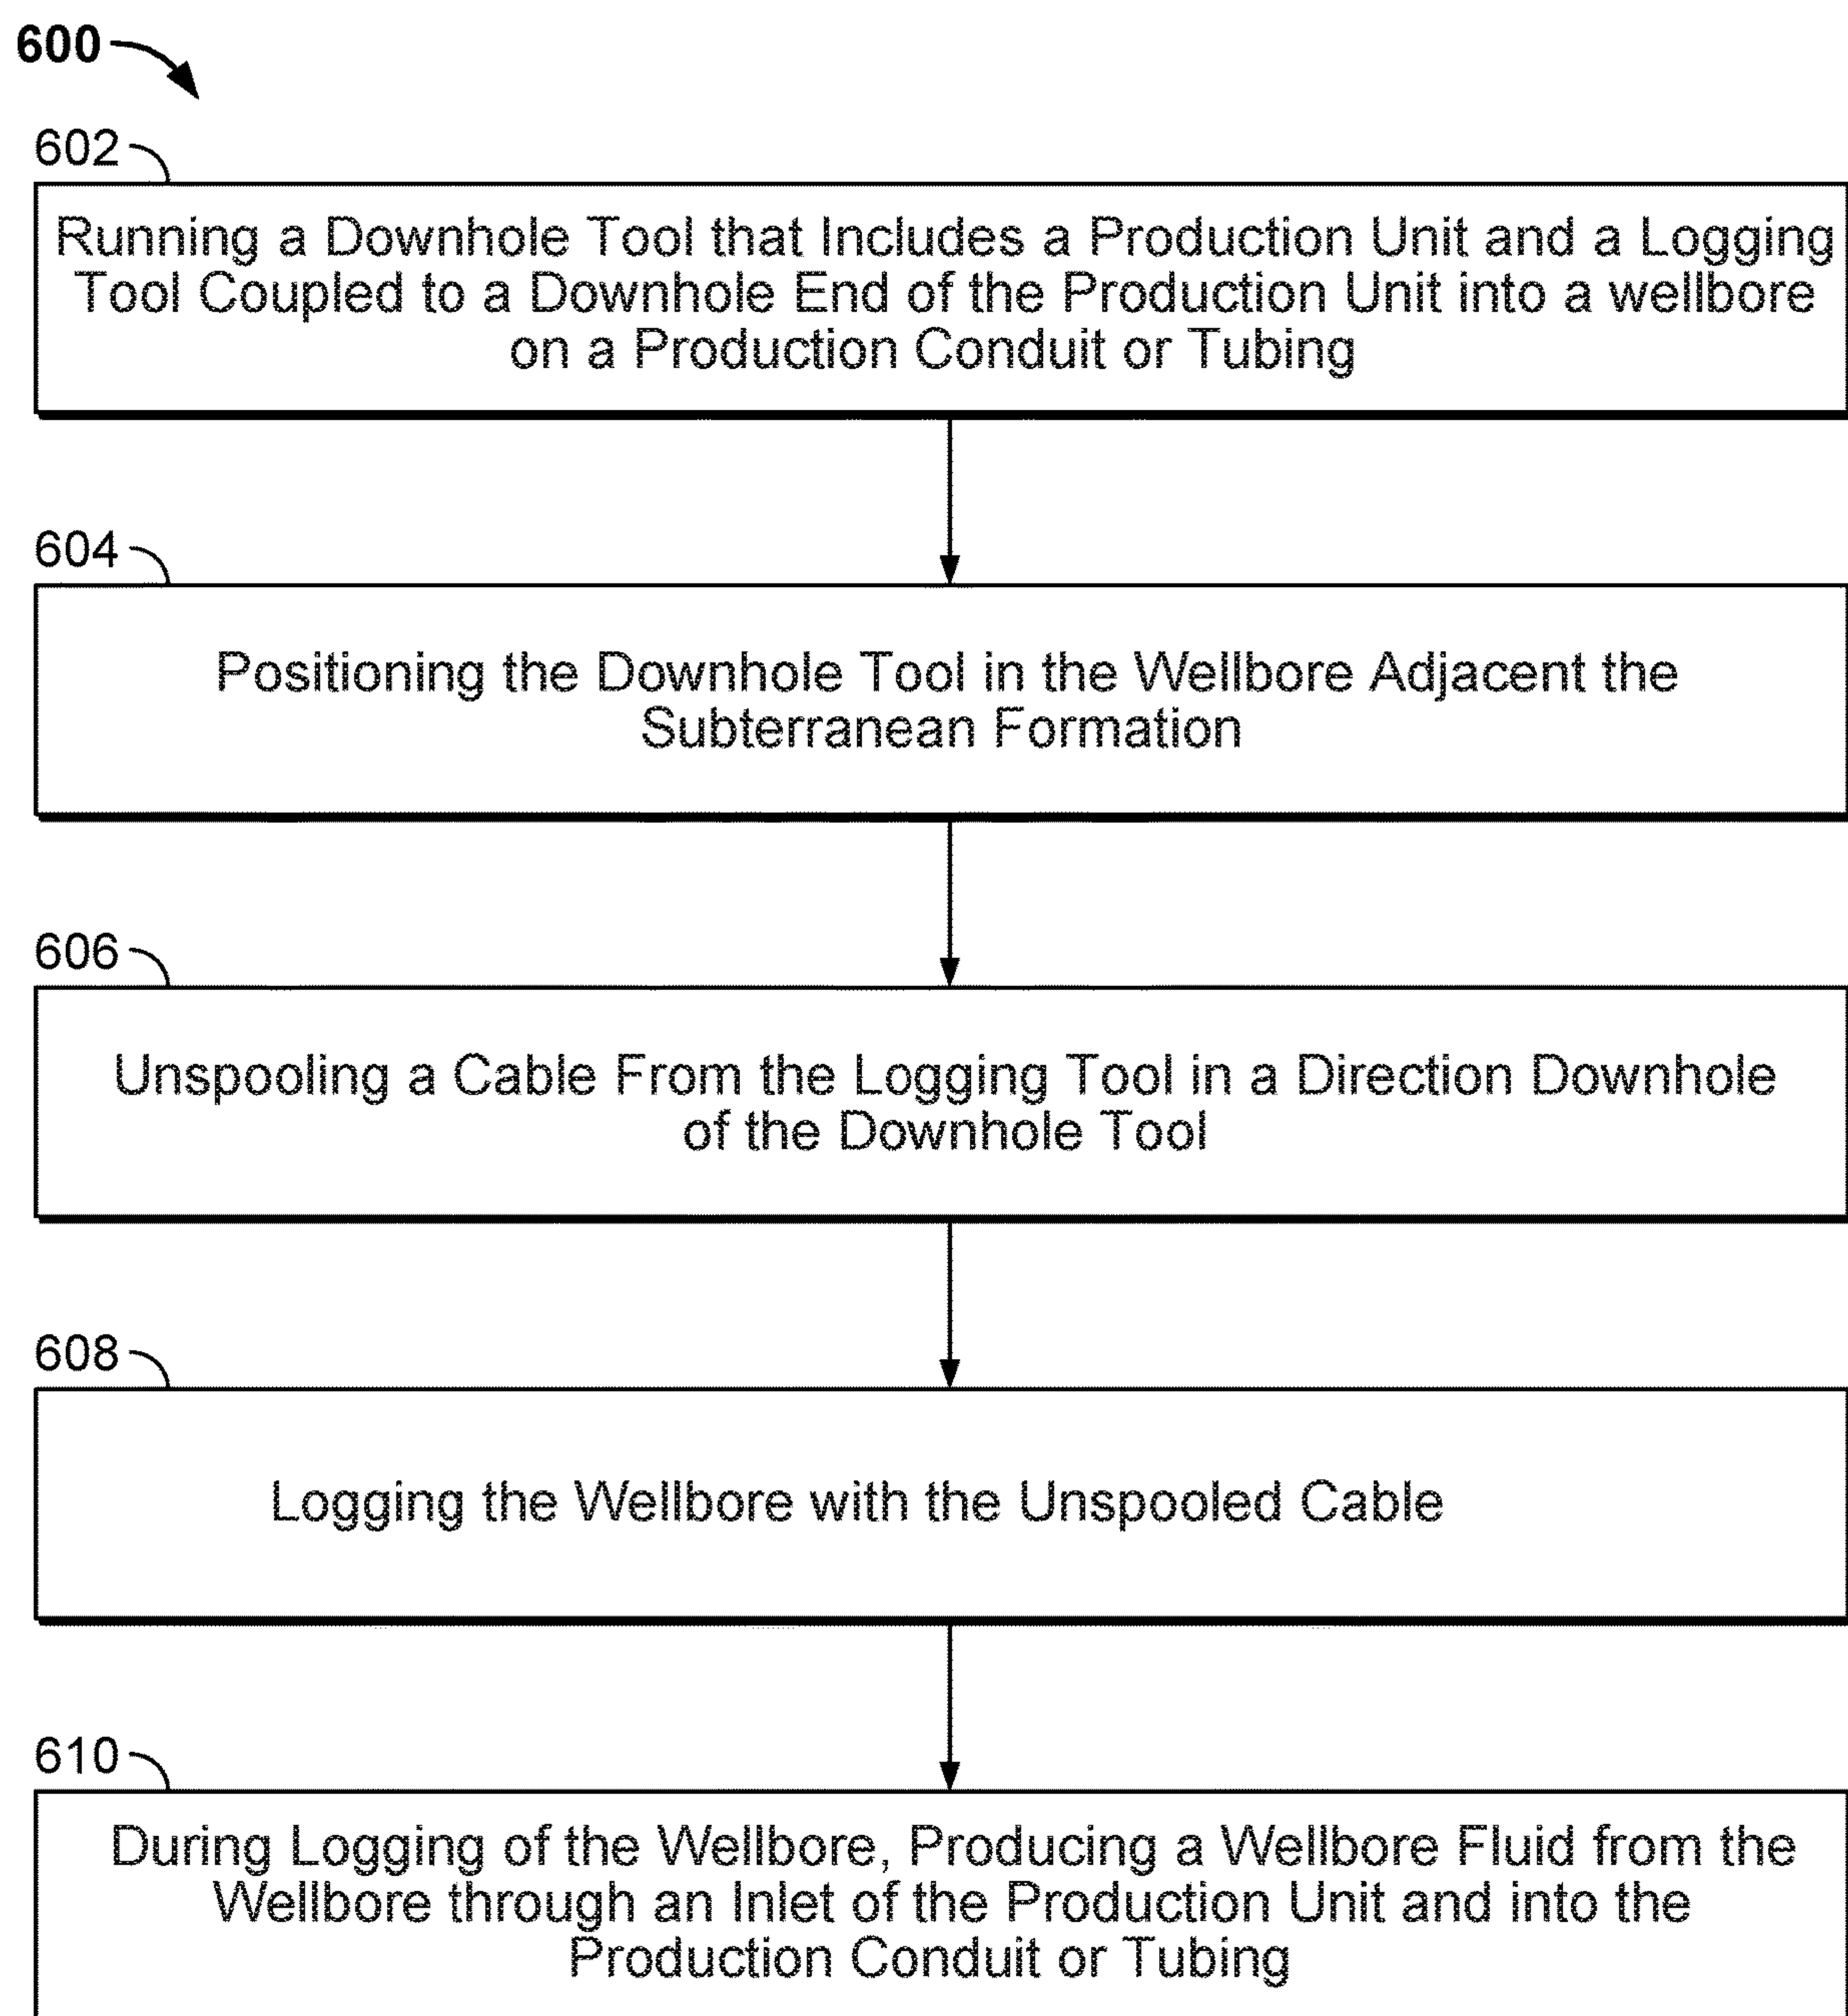 600
602
Running a Downhole Tool that Includes a Production Unit and a Logging
Tool Coupled to a Downhole End of the Production Unit into a wellbore
on a Production Conduit or Tubing
604
Positioning the Downhole Tool in the Wellbore Adjacent the
Subterranean Formation
606
Unspooling a Cable From the Logging Tool in a Direction Downhole
of the Downhole Tool
608
Logging the Wellbore with the Unspooled Cable
610
During Logging of the Wellbore, Producing a Wellbore Fluid from the
Wellbore through an Inlet of the Production Unit and into the
Production Conduit or Tubing